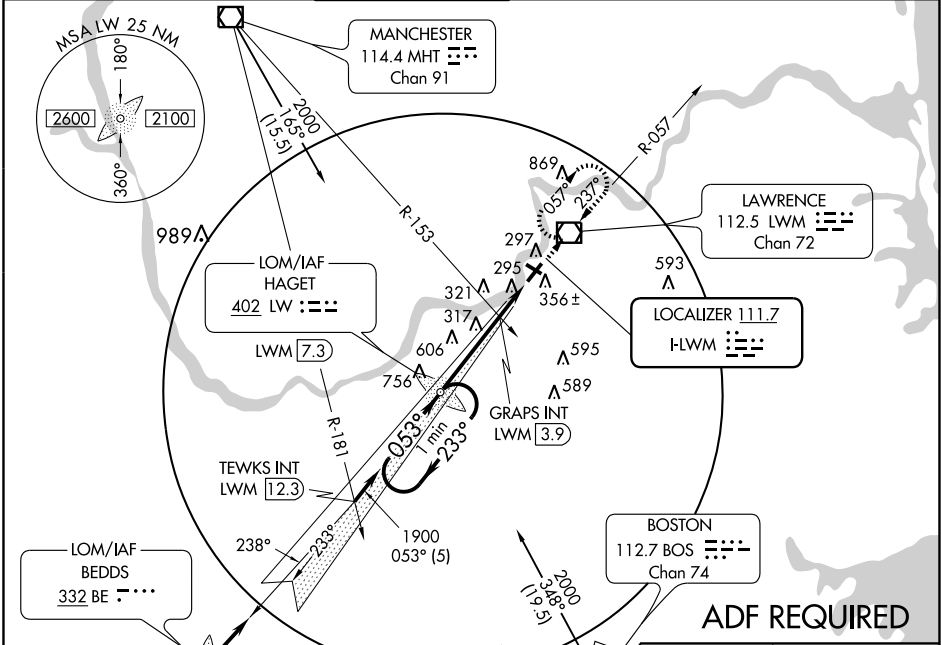 MSA LW 25 NM
180°
2600
2100
360°
MANCHESTER
114.4 MHT
Chan 91
2000
165°
(15.5)
R-153
R-057
869
057°
237°
LAWRENCE
112.5 LWM
Chan 72
989
297
295
593
LOM/IAF
HAGET
402 LW
321
356±
317
LOCALIZER 111.7
I-LWM
LWM 7.3
606
595
756
589
GRAPS INT
LWM 3.9
R-181
053°
1 min
233°
TEWKS INT
LWM 12.3
1900
053° (5)
238°
233°
LOM/IAF
BEDDS
332 BE
2000
348°
(19.5)
BOSTON
112.7 BOS
Chan 74
ADF REQUIRED